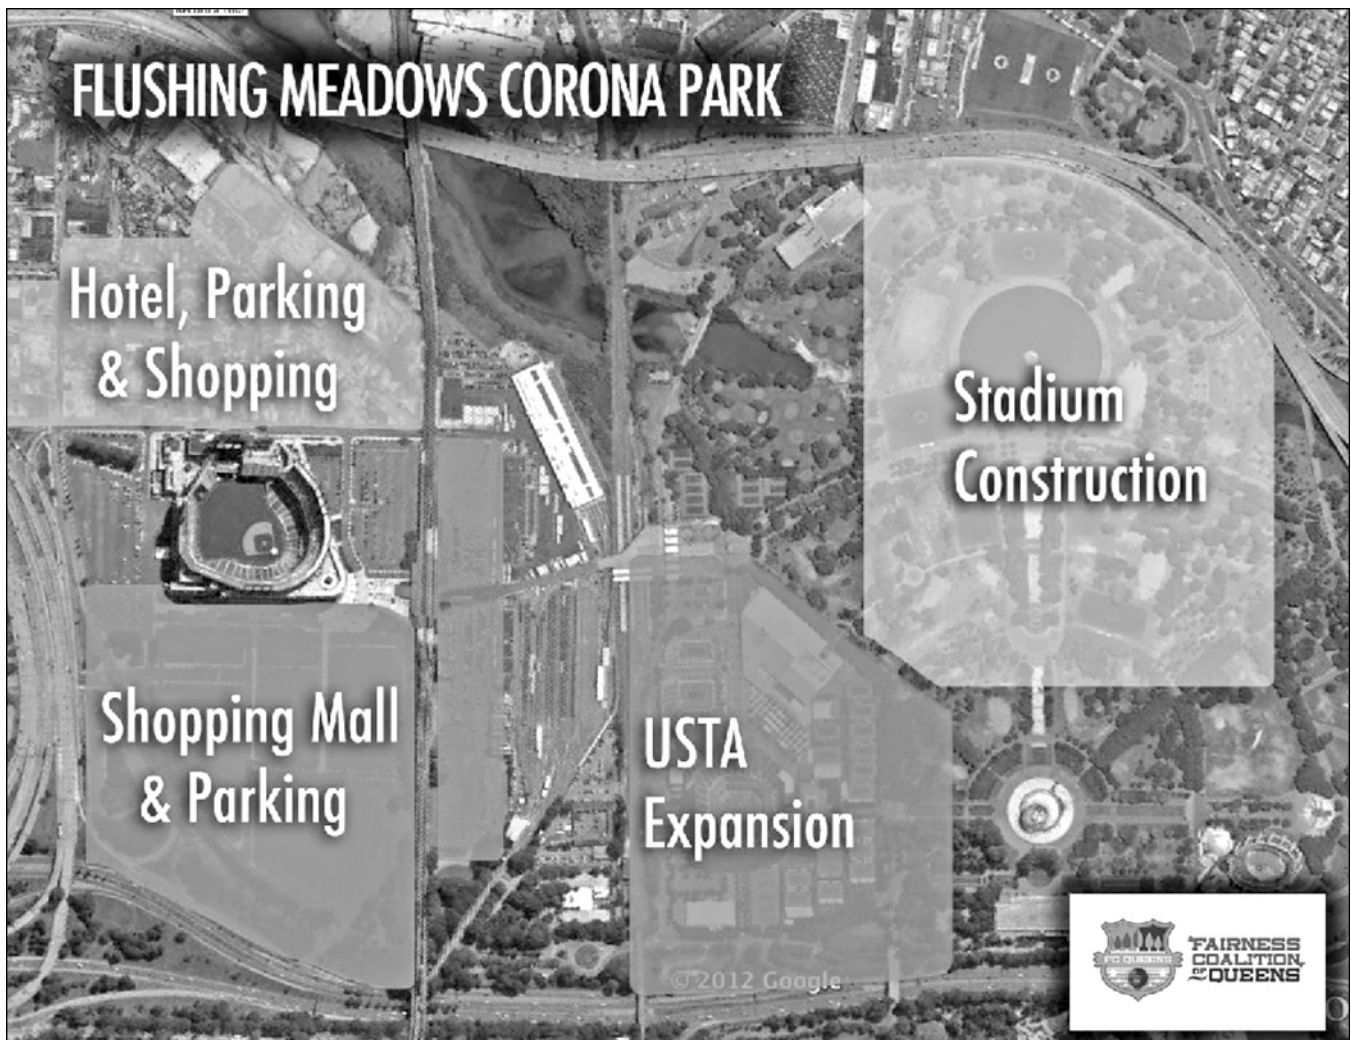 FLUSHING MEADOWS CORONA PARK
Hotel, Parking
& Shopping
Stadium
Construction
Shopping Mall
& Parking
USTA
Expansion
© 2012 Google
FC QUEENS
FAIRNESS
COALITION
OF QUEENS